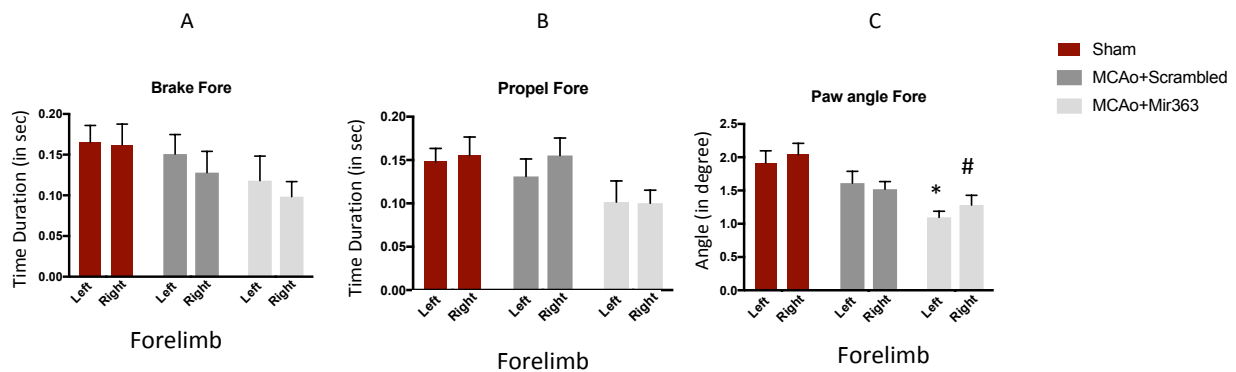 A
B
C
Sham
MCAo+Scrambled
MCAo+Mir363
Brake Fore
Time Duration (in sec)
0.20
0.15
0.10
0.05
0.00
Left
Right
Left
Right
Left
Right
Forelimb
Propel Fore
Time Duration (in sec)
0.20
0.15
0.10
0.05
0.00
Left
Right
Left
Right
Left
Right
Forelimb
Paw angle Fore
Angle (in degree)
2.5
2.0
1.5
1.0
0.5
0.0
*
#
Left
Right
Left
Right
Left
Right
Forelimb